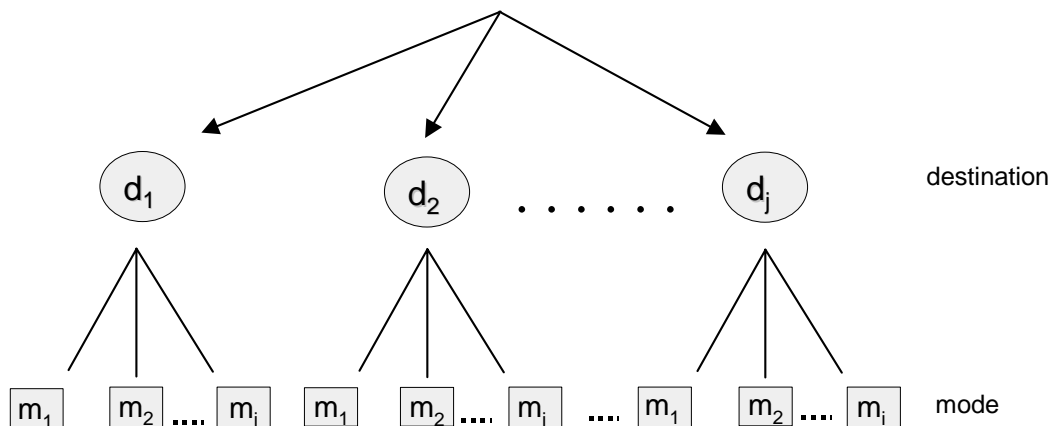 d1 d2 . . . . . . dj destination
m1 m2 ..... mi m1 m2 ..... mi ..... m1 m2 ..... mi mode